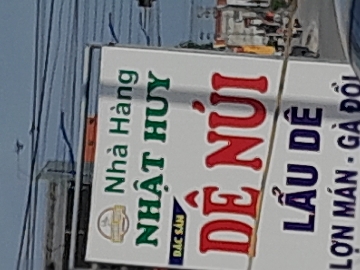 Nhà Hàng
NHẬT HUY
ĐẶC SẢN
DÊ NÚI
LẨU DÊ
LỢN MÁN - GÀ ĐỒI